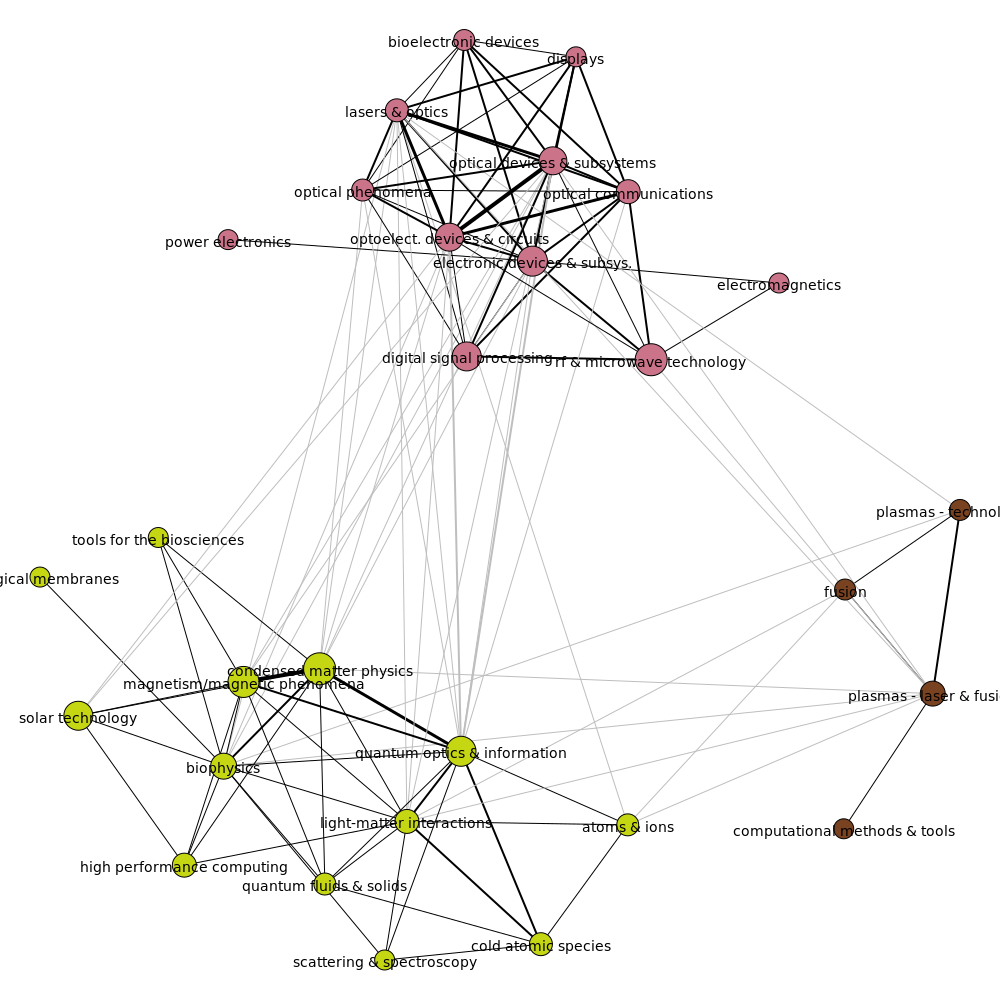 bioelectronic devices
displays
lasers & optics
optical devices & subsystems
optical phenomena
optical communications
power electronics
optoelect. devices & circuits
electronic devices & subsys.
electromagnetics
digital signal processing
rf & microwave technology
plasmas - technol
tools for the biosciences
gical membranes
fusion
condensed matter physics
magnetism/magnetic phenomena
plasmas - laser & fusi
solar technology
quantum optics & information
biophysics
light-matter interactions
atoms & ions
computational methods & tools
high performance computing
quantum fluids & solids
cold atomic species
scattering & spectroscopy